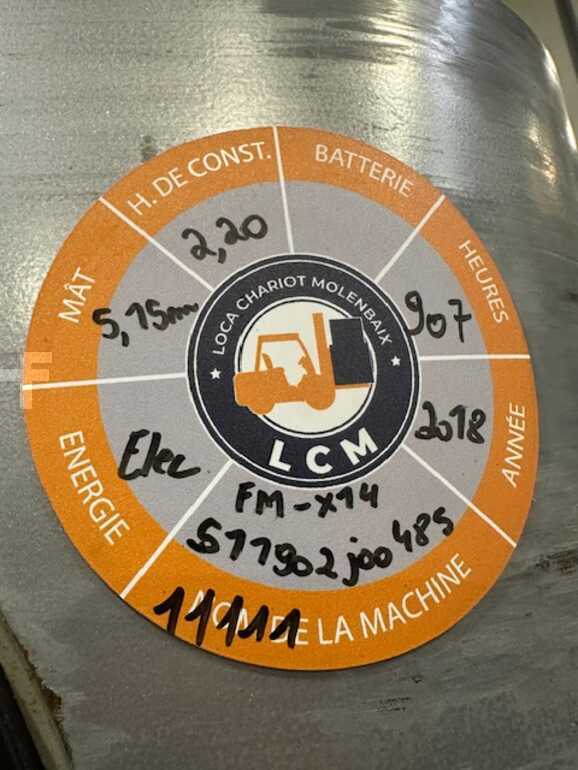 H. DE CONST.
2,20
BATTERIE
HEURES
907
ANNÉE
2018
NOM DE LA MACHINE
FM-X14
511902j00485
11111
ENERGIE
Elec
MÂT
5,15m
LOCA CHARIOT MOLENBAIX
LCM
F